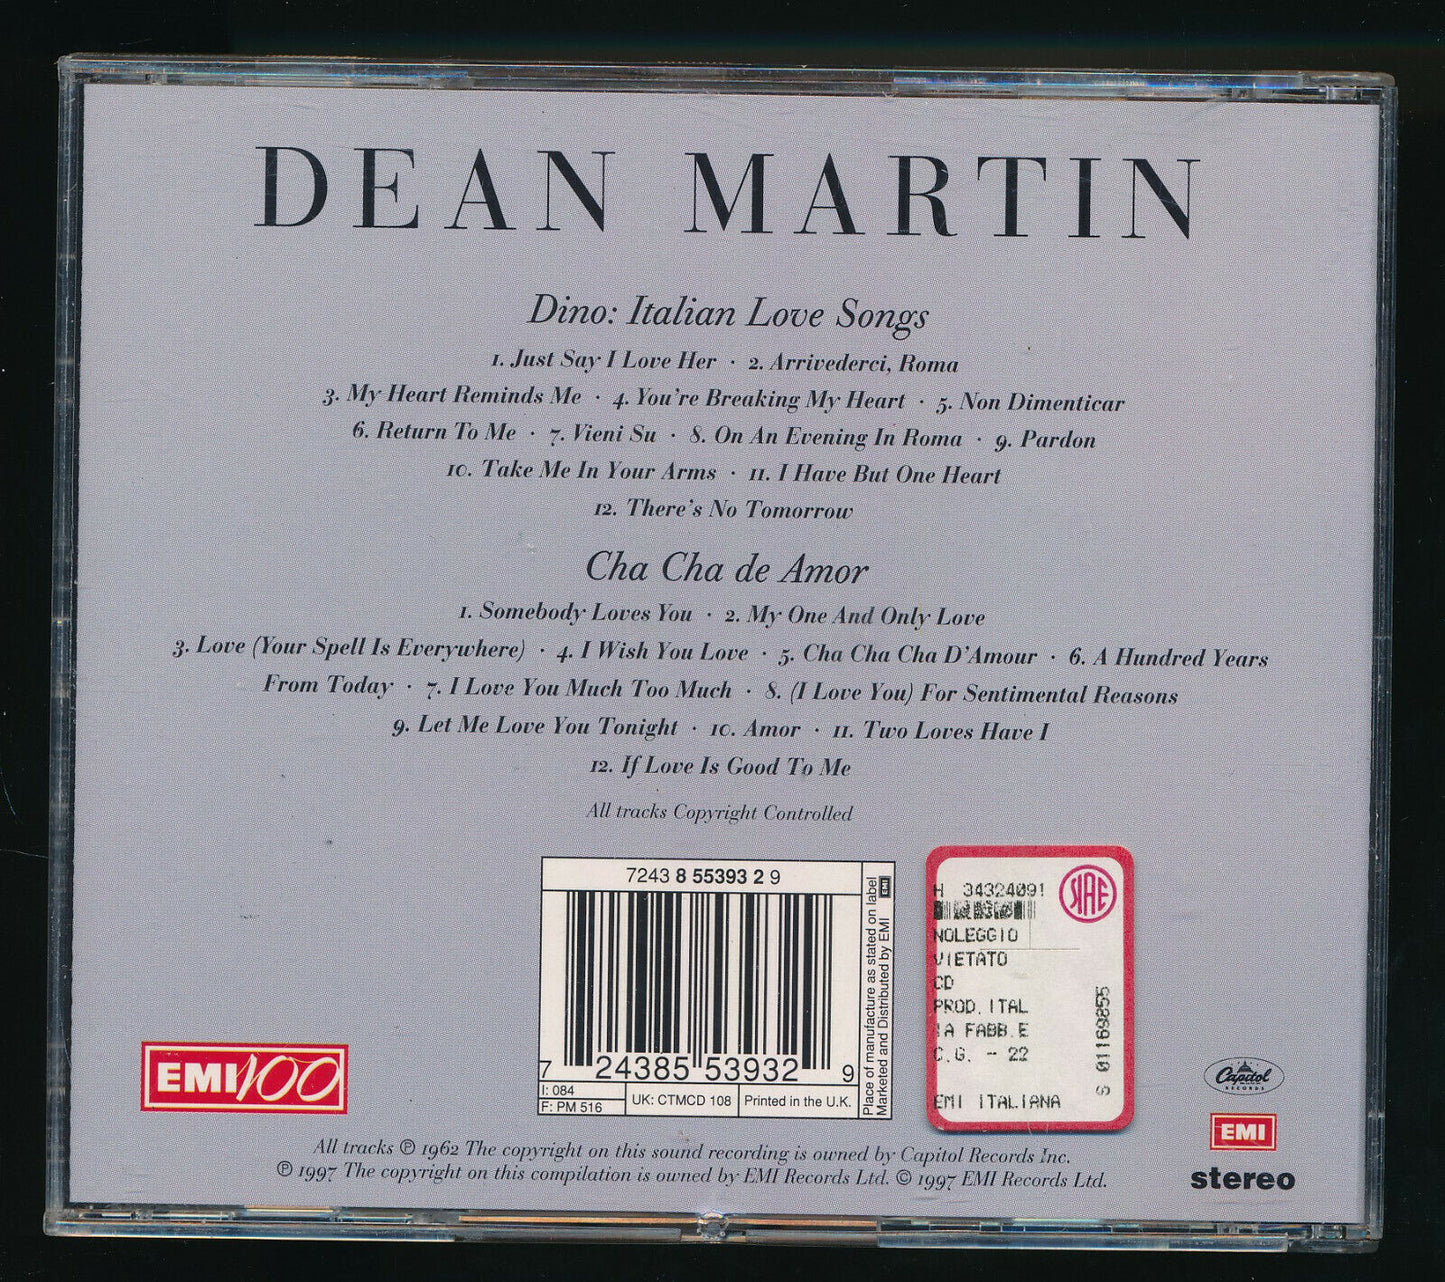 DEAN MARTIN
Dino: Italian Love Songs
1. Just Say I Love Her · 2. Arrivederci, Roma
3. My Heart Reminds Me · 4. You're Breaking My Heart · 5. Non Dimenticar
6. Return To Me · 7. Vieni Su · 8. On An Evening In Roma · 9. Pardon
10. Take Me In Your Arms · 11. I Have But One Heart
12. There's No Tomorrow
Cha Cha de Amor
1. Somebody Loves You · 2. My One And Only Love
3. Love (Your Spell Is Everywhere) · 4. I Wish You Love · 5. Cha Cha Cha D'Amour · 6. A Hundred Years
From Today · 7. I Love You Much Too Much · 8. (I Love You) For Sentimental Reasons
9. Let Me Love You Tonight · 10. Amor · 11. Two Loves Have I
12. If Love Is Good To Me
All tracks Copyright Controlled
7243 8 55393 2 9
7 24385 53932 9
I: 084
F: PM 516
UK: CTMCD 108
Printed in the U.K.
Place of manufacture as stated on label
Marketed and Distributed by EMI
EMI
H 34324091
SIAE
NOLEGGIO
VIETATO
CD
PROD.ITAL
IA FABB.E
C.G. - 22
EMI ITALIANA
S 01169855
EMI 100
Capitol
RECORDS
EMI
stereo
All tracks ℗ 1962 The copyright on this sound recording is owned by Capitol Records Inc.
℗ 1997 The copyright on this compilation is owned by EMI Records Ltd. © 1997 EMI Records Ltd.